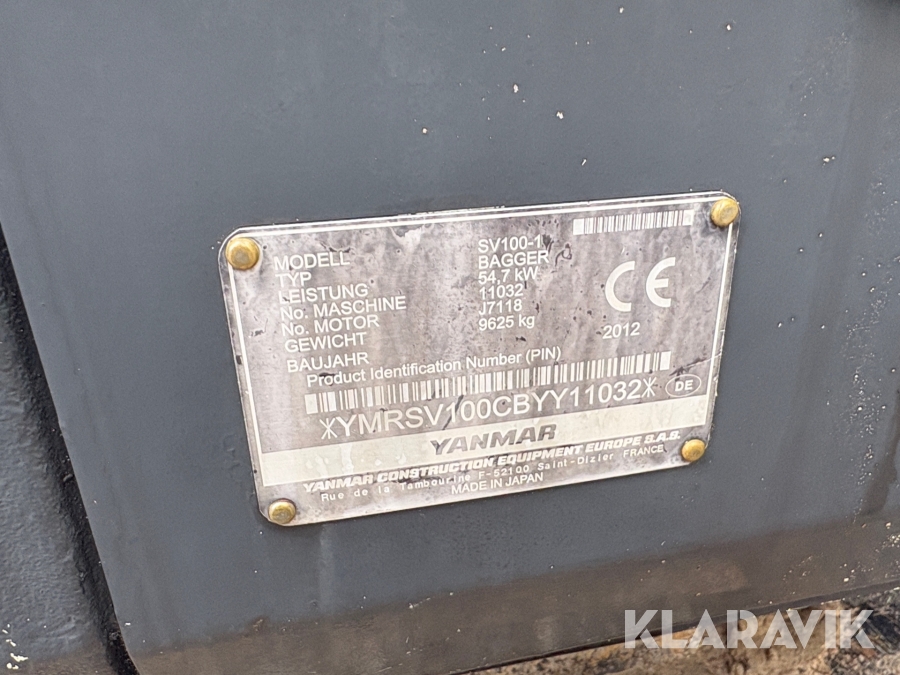 MODELL SV100-1
TYP BAGGER
LEISTUNG 54,7 kW
No. MASCHINE 11032
No. MOTOR J7118
GEWICHT 9625 kg
BAUJAHR 2012
CE
Product Identification Number (PIN)
*YMRSV100CBYY11032*
DE
YANMAR
YANMAR CONSTRUCTION EQUIPMENT EUROPE S.A.S.
Rue de la Tambourine F-52100 Saint-Dizier FRANCE
MADE IN JAPAN
KLARAVIK